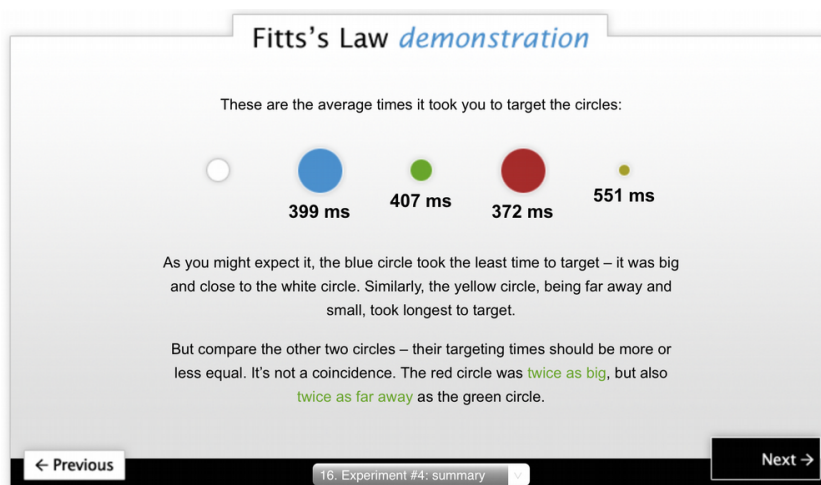 Fitts's Law demonstration
These are the average times it took you to target the circles:
399 ms
407 ms
372 ms
551 ms
As you might expect it, the blue circle took the least time to target – it was big
and close to the white circle. Similarly, the yellow circle, being far away and
small, took longest to target.
But compare the other two circles – their targeting times should be more or
less equal. It's not a coincidence. The red circle was twice as big, but also
twice as far away as the green circle.
← Previous
16. Experiment #4: summary
Next →